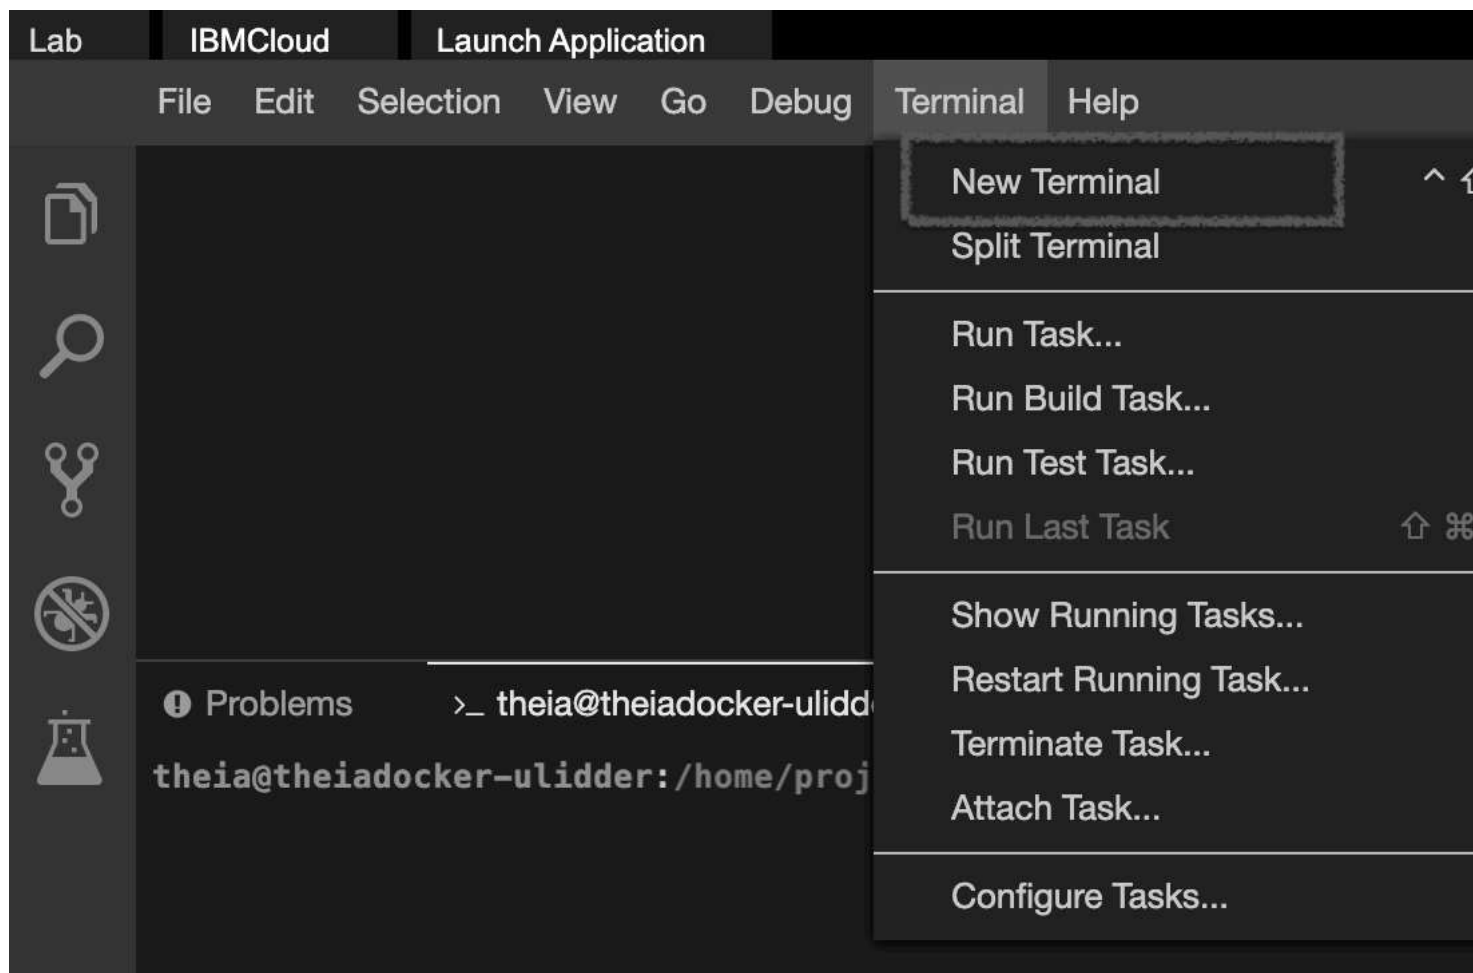 Lab IBMCloud Launch Application
File Edit Selection View Go Debug Terminal Help
New Terminal ^ ⇧
Split Terminal
Run Task...
Run Build Task...
Run Test Task...
Run Last Task ⇧ ⌘
Show Running Tasks...
Restart Running Task...
Terminate Task...
Attach Task...
Configure Tasks...
Problems >_ theia@theiadocker-ulidd
theia@theiadocker-ulidder:/home/proj